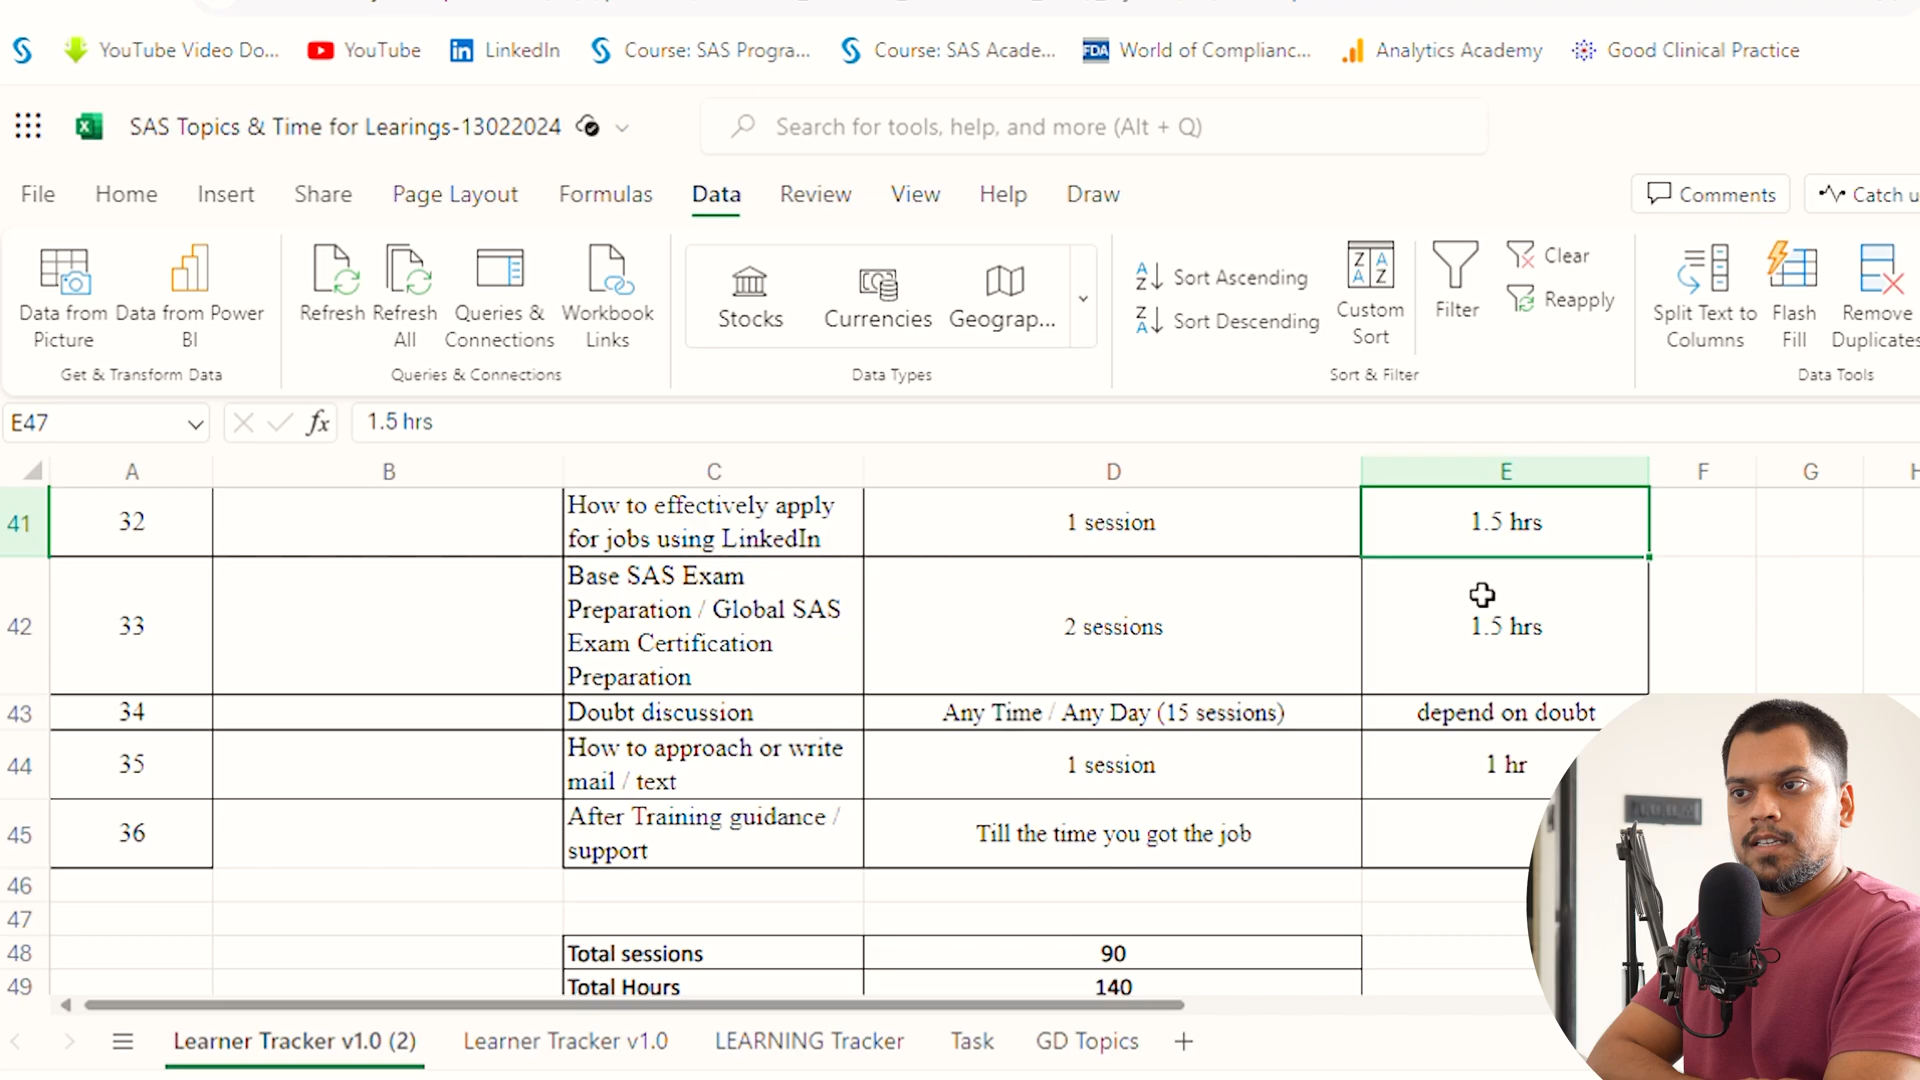 YouTube Video Do...
YouTube
LinkedIn
Course: SAS Progra...
Course: SAS Acade...
FDA
World of Complianc...
Analytics Academy
Good Clinical Practice
SAS Topics & Time for Learings-13022024
Search for tools, help, and more (Alt + Q)
File
Home
Insert
Share
Page Layout
Formulas
Data
Review
View
Help
Draw
Comments
Catch u
Data from
Picture
Data from Power
BI
Get & Transform Data
Refresh
Refresh
All
Queries &
Connections
Workbook
Links
Queries & Connections
Stocks
Currencies
Geograp...
Data Types
Sort Ascending
Sort Descending
Custom
Sort
Filter
Clear
Reapply
Sort & Filter
Split Text to
Columns
Flash
Fill
Remove
Duplicates
Data Tools
E47
fx
1.5 hrs
A B C D E F G H
41 32 How to effectively apply 1 session 1.5 hrs
for jobs using LinkedIn
42 33 Base SAS Exam 2 sessions 1.5 hrs
Preparation / Global SAS
Exam Certification
Preparation
43 34 Doubt discussion Any Time / Any Day (15 sessions) depend on doubt
44 35 How to approach or write 1 session 1 hr
mail / text
45 36 After Training guidance / Till the time you got the job
support
46
47
48 Total sessions 90
49 Total Hours 140
Learner Tracker v1.0 (2)
Learner Tracker v1.0
LEARNING Tracker
Task
GD Topics